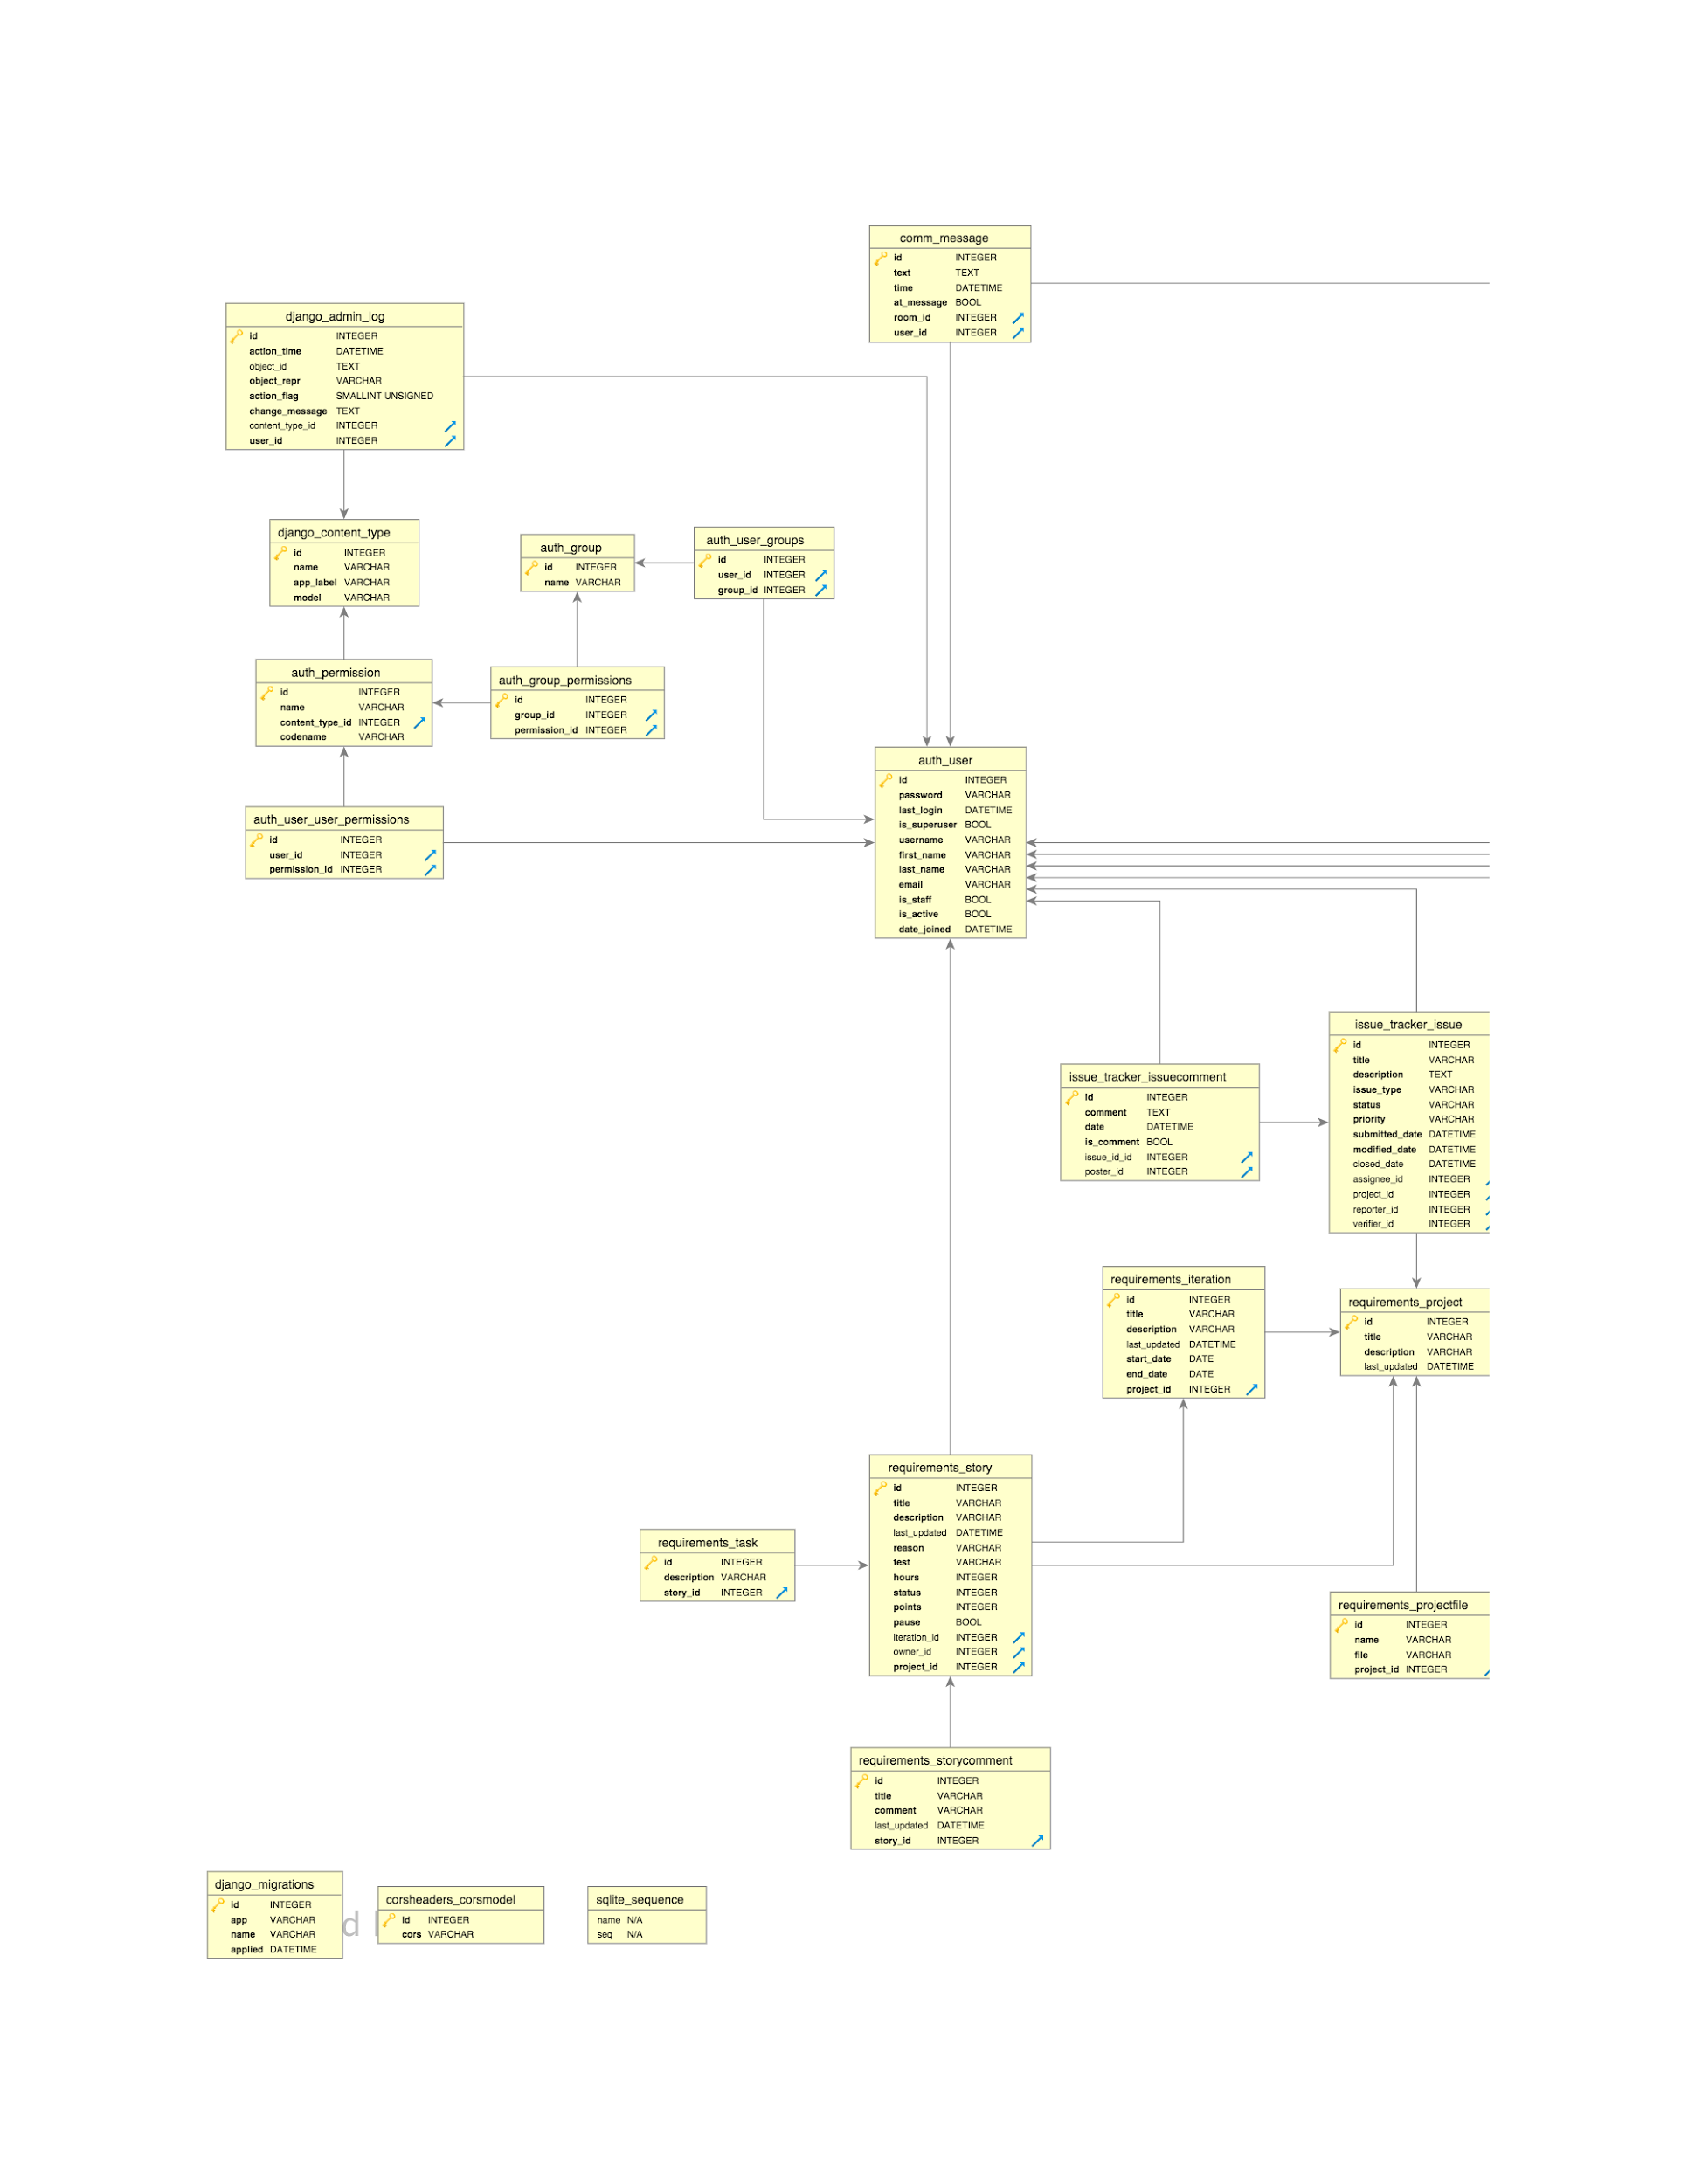 comm_message
id INTEGER
text TEXT
time DATETIME
at_message BOOL
room_id INTEGER
user_id INTEGER
django_admin_log
id INTEGER
action_time DATETIME
object_id TEXT
object_repr VARCHAR
action_flag SMALLINT UNSIGNED
change_message TEXT
content_type_id INTEGER
user_id INTEGER
django_content_type
id INTEGER
name VARCHAR
app_label VARCHAR
model VARCHAR
auth_group
id INTEGER
name VARCHAR
auth_user_groups
id INTEGER
user_id INTEGER
group_id INTEGER
auth_permission
id INTEGER
name VARCHAR
content_type_id INTEGER
codename VARCHAR
auth_group_permissions
id INTEGER
group_id INTEGER
permission_id INTEGER
auth_user_user_permissions
id INTEGER
user_id INTEGER
permission_id INTEGER
auth_user
id INTEGER
password VARCHAR
last_login DATETIME
is_superuser BOOL
username VARCHAR
first_name VARCHAR
last_name VARCHAR
email VARCHAR
is_staff BOOL
is_active BOOL
date_joined DATETIME
issue_tracker_issuecomment
id INTEGER
comment TEXT
date DATETIME
is_comment BOOL
issue_id_id INTEGER
poster_id INTEGER
issue_tracker_issue
id INTEGER
title VARCHAR
description TEXT
issue_type VARCHAR
status VARCHAR
priority VARCHAR
submitted_date DATETIME
modified_date DATETIME
closed_date DATETIME
assignee_id INTEGER
project_id INTEGER
reporter_id INTEGER
verifier_id INTEGER
requirements_iteration
id INTEGER
title VARCHAR
description VARCHAR
last_updated DATETIME
start_date DATE
end_date DATE
project_id INTEGER
requirements_project
id INTEGER
title VARCHAR
description VARCHAR
last_updated DATETIME
requirements_story
id INTEGER
title VARCHAR
description VARCHAR
last_updated DATETIME
reason VARCHAR
test VARCHAR
hours INTEGER
status INTEGER
points INTEGER
pause BOOL
iteration_id INTEGER
owner_id INTEGER
project_id INTEGER
requirements_task
id INTEGER
description VARCHAR
story_id INTEGER
requirements_projectfile
id INTEGER
name VARCHAR
file VARCHAR
project_id INTEGER
requirements_storycomment
id INTEGER
title VARCHAR
comment VARCHAR
last_updated DATETIME
story_id INTEGER
django_migrations
id INTEGER
app VARCHAR
name VARCHAR
applied DATETIME
corsheaders_corsmodel
id INTEGER
cors VARCHAR
sqlite_sequence
name N/A
seq N/A